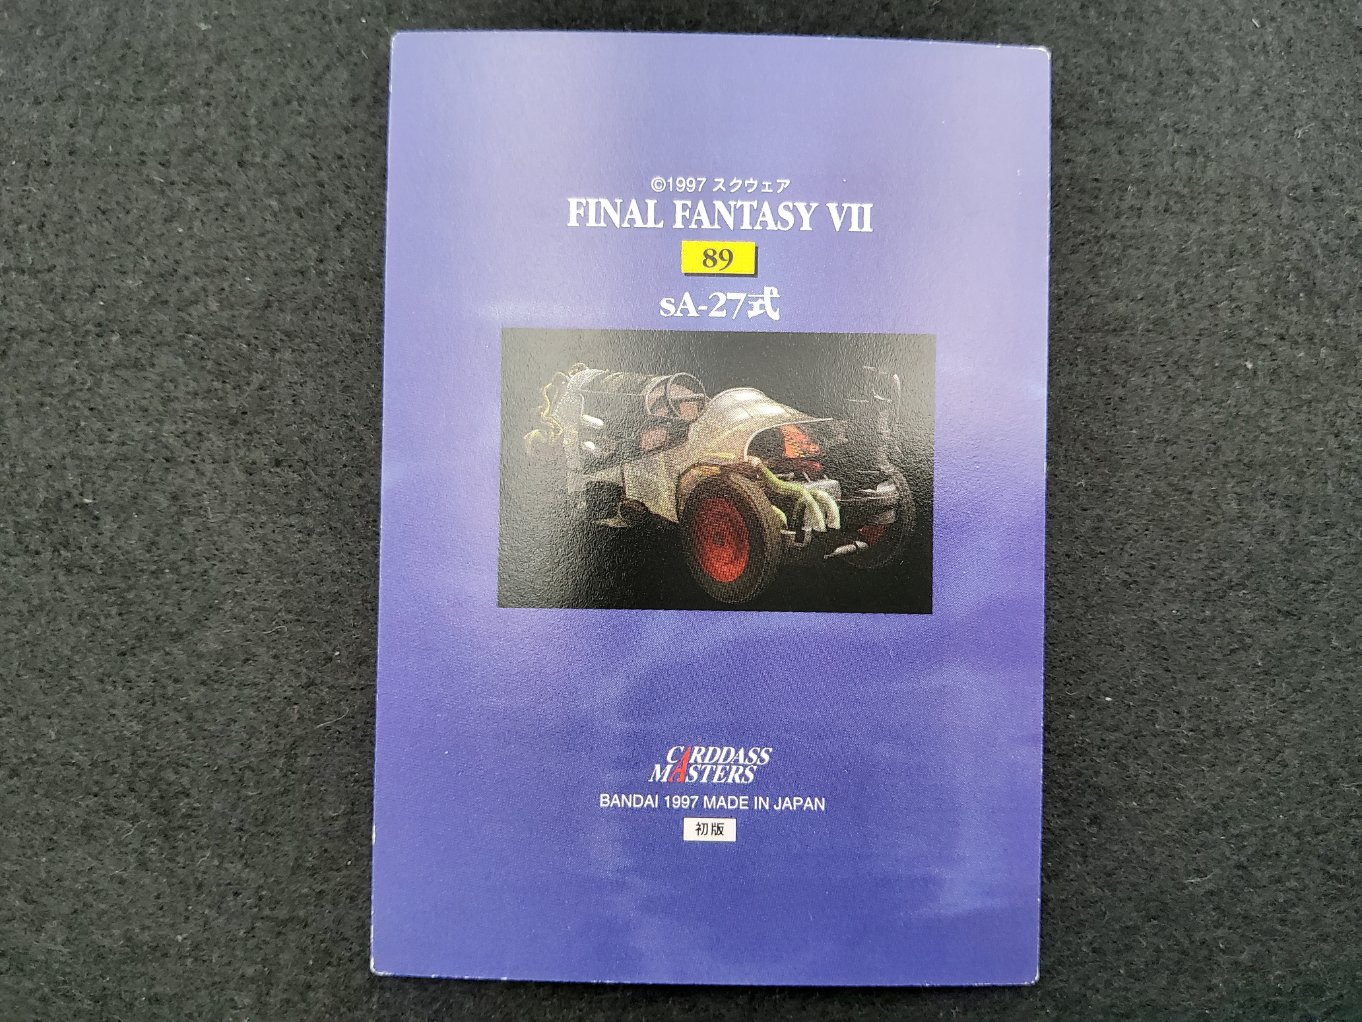 ©1997 スクウェア
FINAL FANTASY VII
89
sA-27式
CARDDASS
MASTERS
BANDAI 1997 MADE IN JAPAN
初版